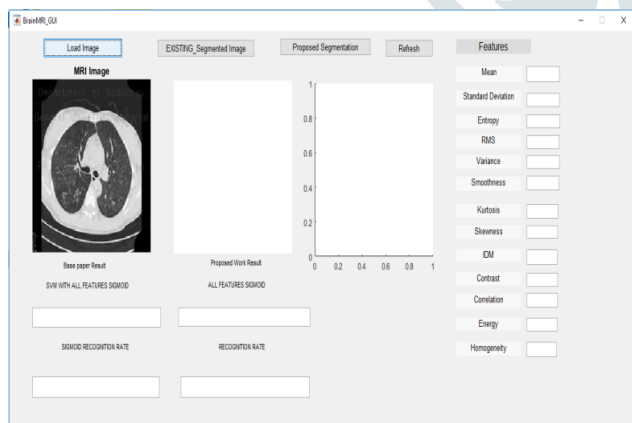 BrainMRI_GUI
Load Image
EXISTING_Segmented Image
Proposed Segmentation
Refresh
Features
MRI Image
Mean
Standard Deviation
Entropy
RMS
Variance
Smoothness
Kurtosis
Skewness
IDM
Contrast
Correlation
Energy
Homogeneity
1
0.8
0.6
0.4
0.2
0
0 0.2 0.4 0.6 0.8 1
Base paper Result
Proposed Work Result
SVM WITH ALL FEATURES SIGMOID
ALL FEATURES SIGMOID
SIGMOID RECOGNITION RATE
RECOGNITION RATE